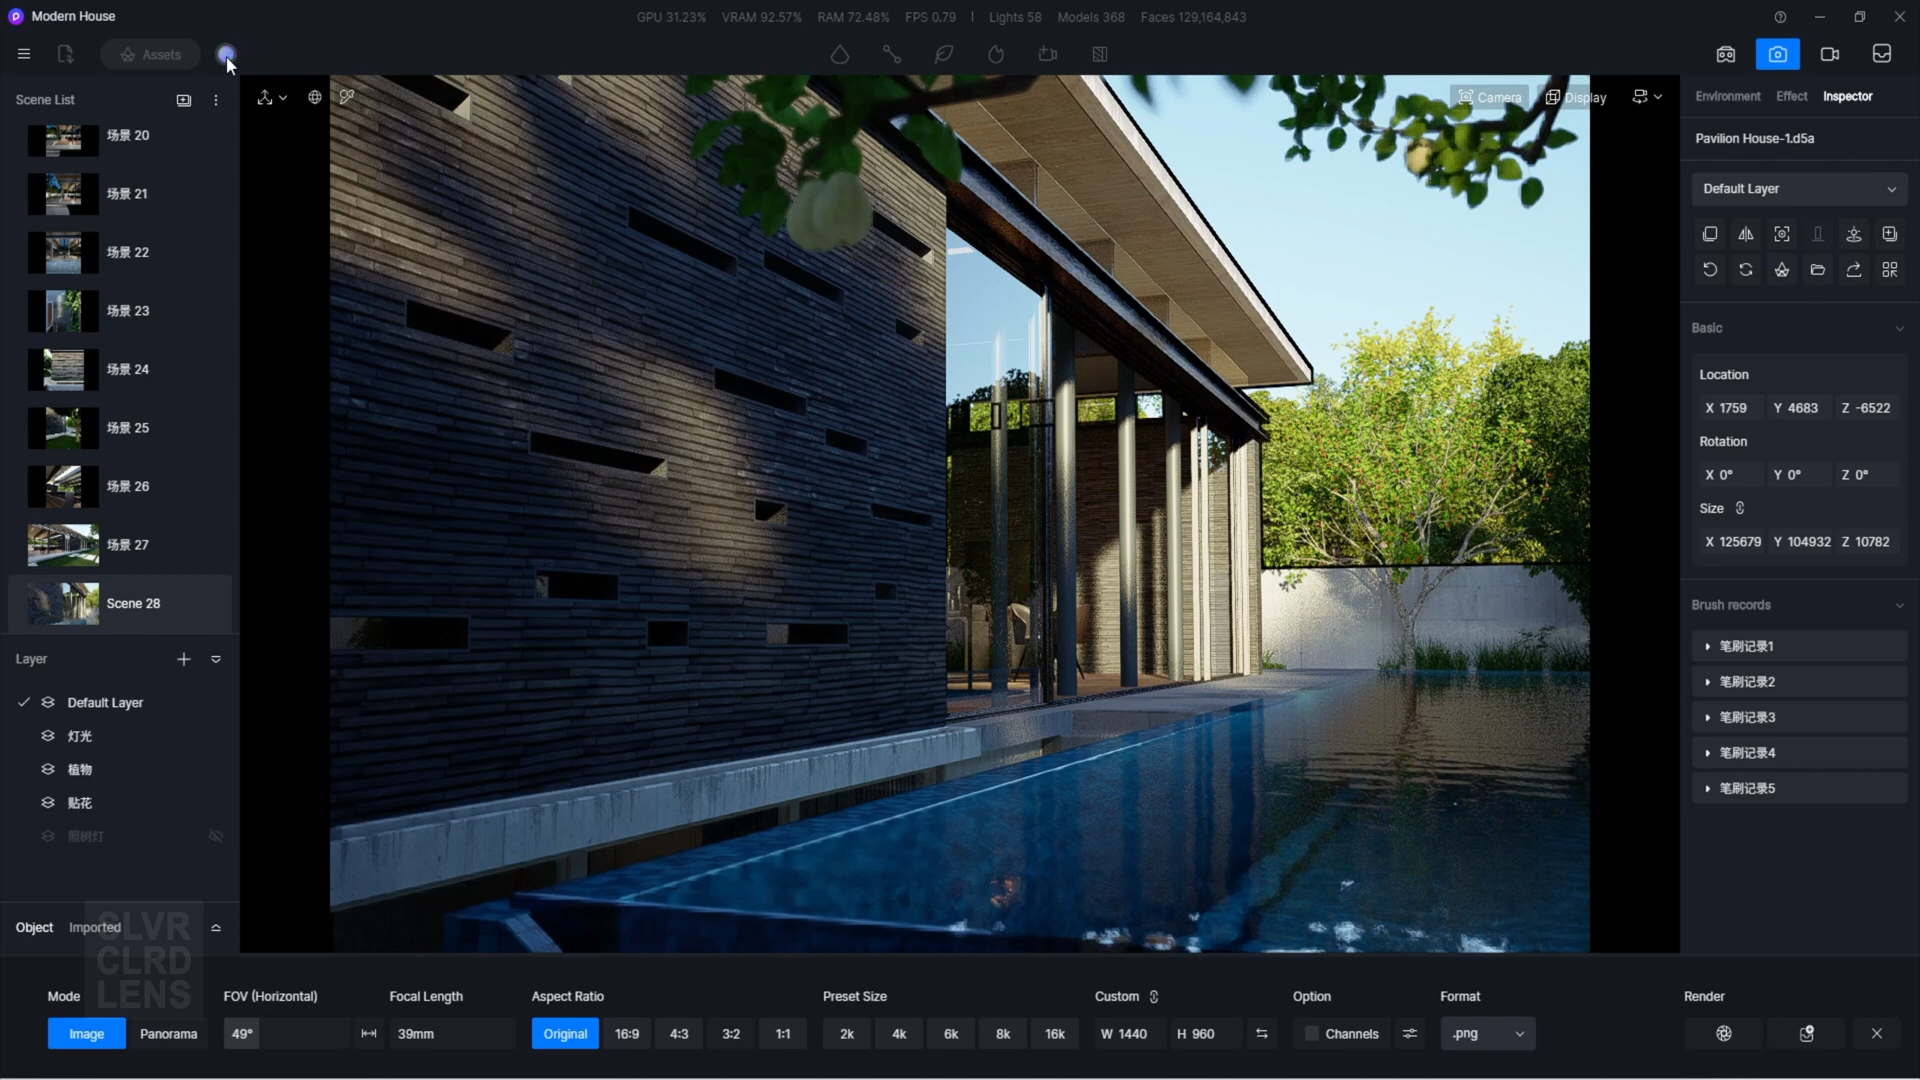 Modern House
GPU 31.23% VRAM 92.57% RAM 72.48% FPS 0.79 | Lights 58 Models 368 Faces 129,164,843
Assets
Scene List
场景 20
场景 21
场景 22
场景 23
场景 24
场景 25
场景 26
场景 27
Scene 28
Layer
Default Layer
灯光
植物
贴花
照树灯
Object Imported
SLVR
CLRD
LENS
Camera Display
Environment Effect Inspector
Pavilion House-1.d5a
Default Layer
Basic
Location
X 1759 Y 4683 Z -6522
Rotation
X 0° Y 0° Z 0°
Size
X 125679 Y 104932 Z 10782
Brush records
笔刷记录1
笔刷记录2
笔刷记录3
笔刷记录4
笔刷记录5
Mode FOV (Horizontal) Focal Length Aspect Ratio Preset Size Custom Option Format Render
Image Panorama 49° 39mm Original 16:9 4:3 3:2 1:1 2k 4k 6k 8k 16k W 1440 H 960 Channels .png